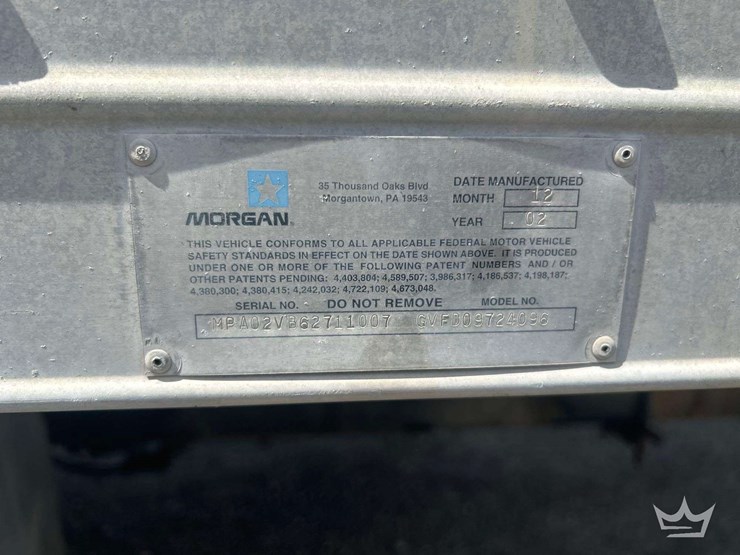 35 Thousand Oaks Blvd
Morgantown, PA 19543
MORGAN
DATE MANUFACTURED
MONTH 12
YEAR 02
THIS VEHICLE CONFORMS TO ALL APPLICABLE FEDERAL MOTOR VEHICLE
SAFETY STANDARDS IN EFFECT ON THE DATE SHOWN ABOVE. IT IS PRODUCED
UNDER ONE OR MORE OF THE FOLLOWING PATENT NUMBERS AND / OR
OTHER PATENTS PENDING: 4,403,804; 4,589,507; 3,986,317; 4,186,537; 4,198,187;
4,380,300; 4,380,415; 4,242,032; 4,722,109; 4,673,048.
SERIAL NO. DO NOT REMOVE MODEL NO.
MPA02VB62711007 GVFD09724096